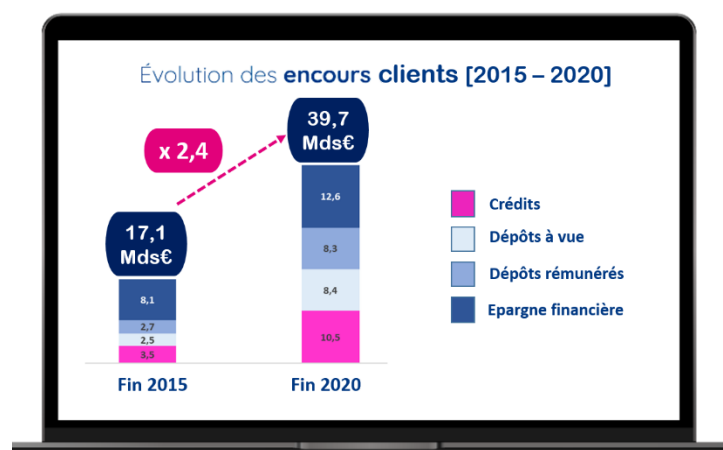 Évolution des encours clients [2015 – 2020]
39,7
Mds€
x 2,4
17,1
Mds€
12,6
8,3
8,4
10,5
8,1
2,7
2,5
3,5
Fin 2015
Fin 2020
Crédits
Dépôts à vue
Dépôts rémunérés
Epargne financière